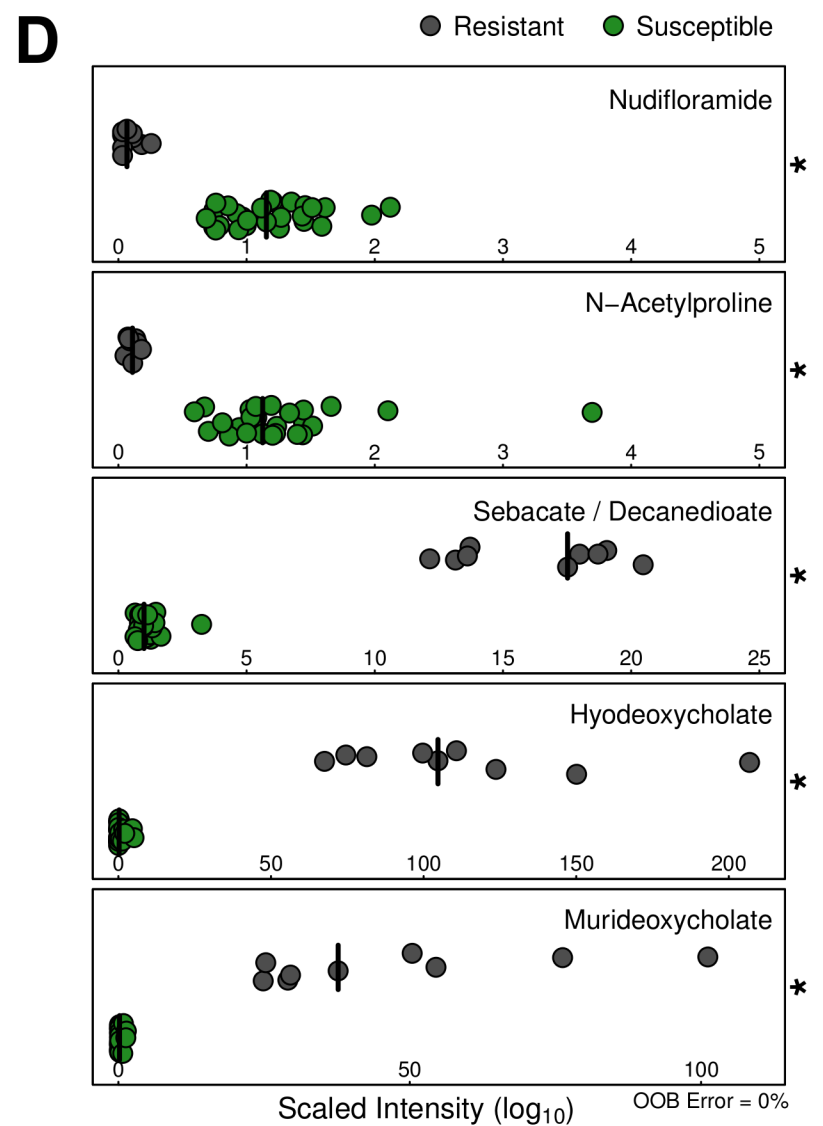 D
Resistant Susceptible
Nudifloramide
*
0 1 2 3 4 5
N−Acetylproline
*
0 1 2 3 4 5
Sebacate / Decanedioate
*
0 5 10 15 20 25
Hyodeoxycholate
*
0 50 100 150 200
Murideoxycholate
*
0 50 100
Scaled Intensity (log10)
OOB Error = 0%